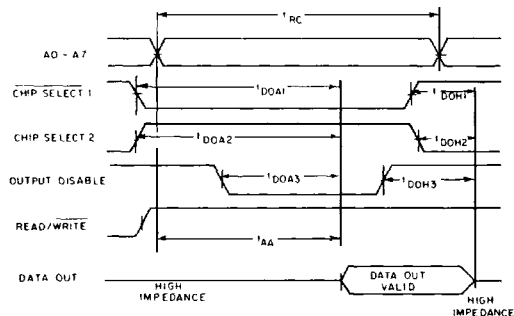 tRC
A0 - A7
CHIP SELECT 1
tDOA1
tDOH1
CHIP SELECT 2
tDOA2
tDOH2
OUTPUT DISABLE
tDOA3
tDOH3
READ/WRITE
tAA
DATA OUT
HIGH
IMPEDANCE
DATA OUT
VALID
HIGH
IMPEDANCE